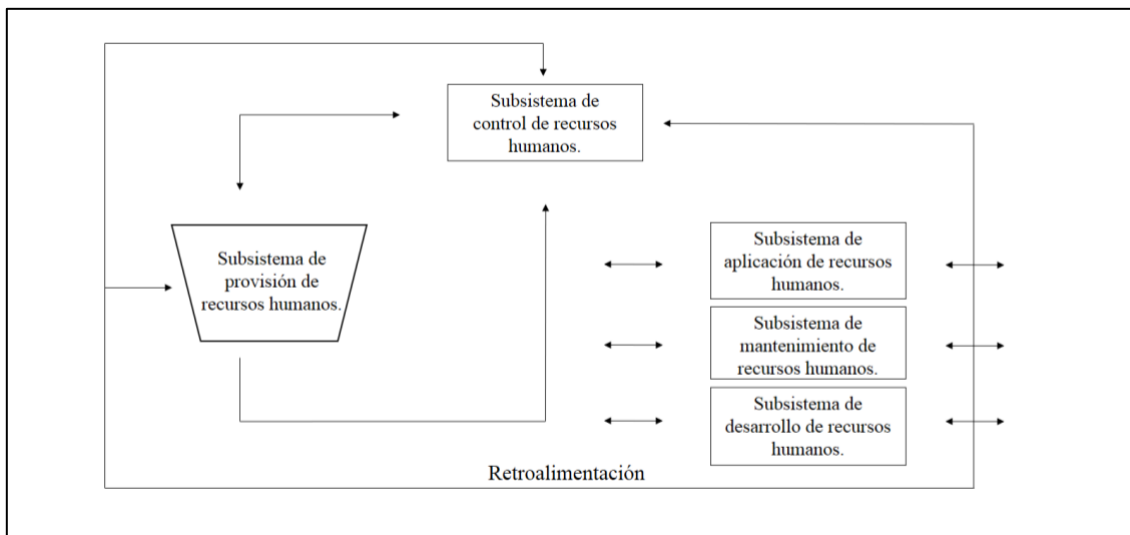 Subsistema de
control de recursos
humanos.
Subsistema de
provisión de
recursos humanos.
Subsistema de
aplicación de recursos
humanos.
Subsistema de
mantenimiento de
recursos humanos.
Subsistema de
desarrollo de recursos
humanos.
Retroalimentación